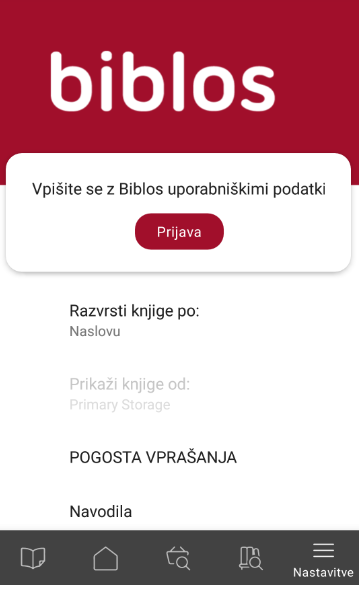 biblos
Vpišite se z Biblos uporabniškimi podatki
Prijava
Razvrsti knjige po:
Naslovu
Prikaži knjige od:
Primary Storage
POGOSTA VPRAŠANJA
Navodila
Nastavitve